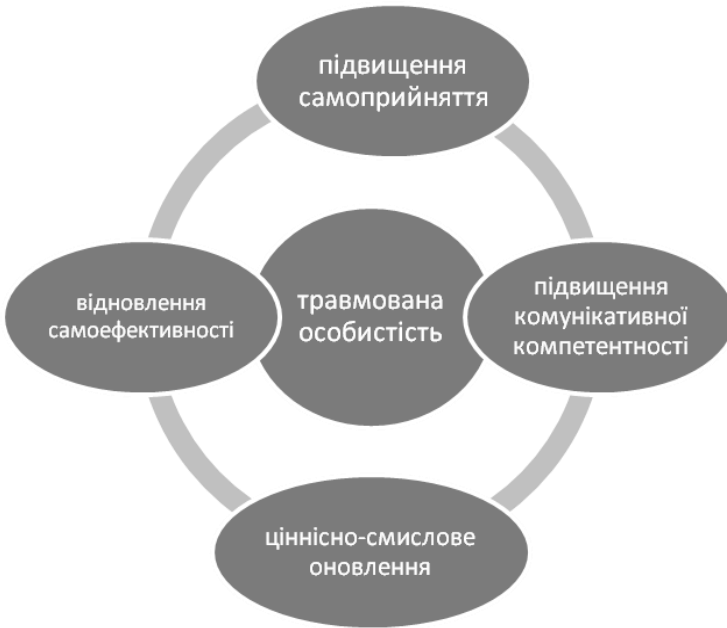 підвищення
самоприйняття
відновлення
самоефективності
травмована
особистість
підвищення
комунікативної
компетентності
ціннісно-смислове
оновлення